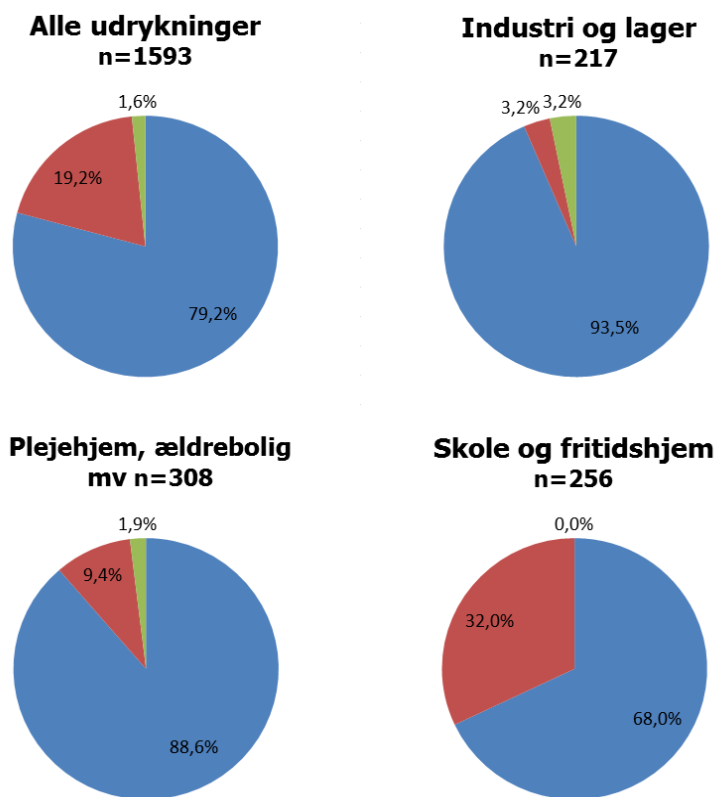 Alle udrykninger
n=1593
1,6%
19,2%
79,2%
Industri og lager
n=217
3,2%
3,2%
93,5%
Plejehjem, ældrebolig
mv n=308
1,9%
9,4%
88,6%
Skole og fritidshjem
n=256
0,0%
32,0%
68,0%